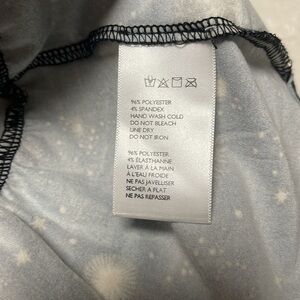 96% POLYESTER
4% SPANDEX
HAND WASH COLD
DO NOT BLEACH
LINE DRY
DO NOT IRON
96% POLYESTER
4% ÉLASTHANNE
LAVER À LA MAIN
À L'EAU FROIDE
NE PAS JAVELLISER
SECHER A PLAT
NE PAS REPASSER